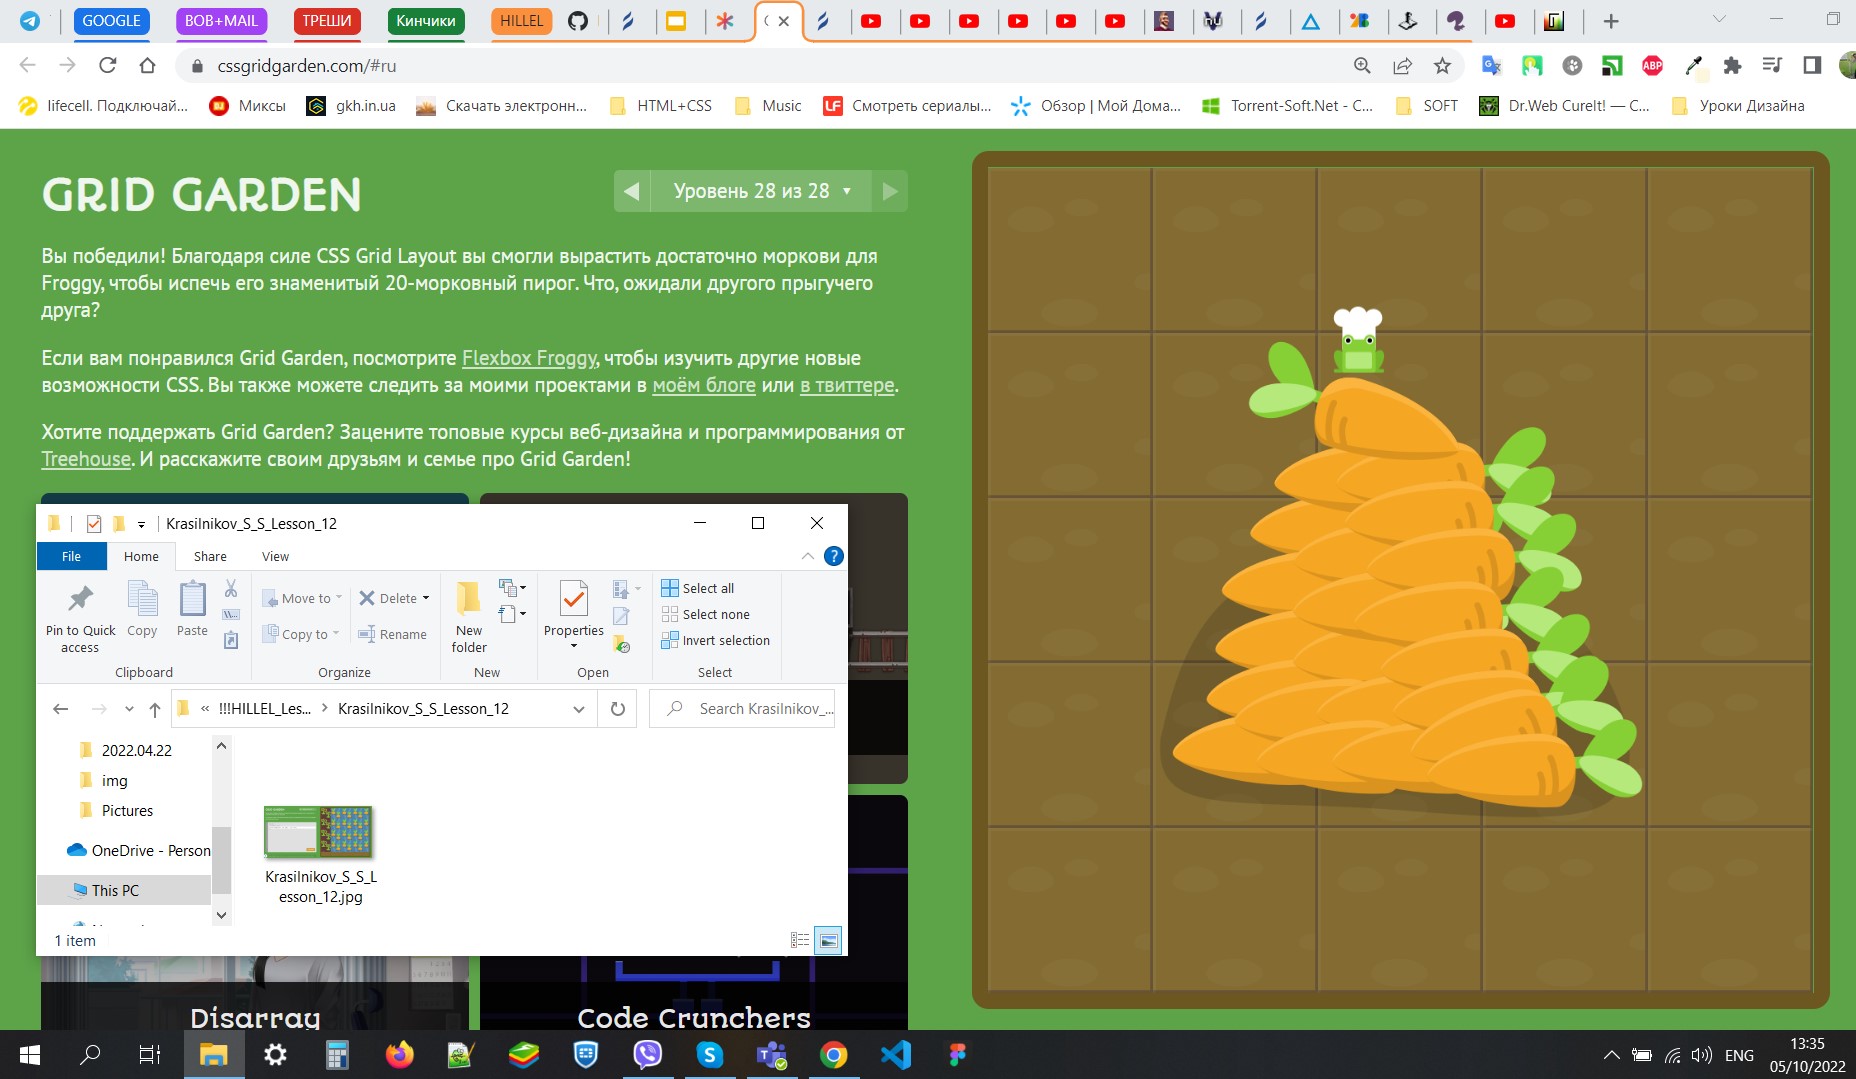 GOOGLE
BOB+MAIL
ТРЕШИ
Кинчики
HILLEL
cssgridgarden.com/#ru
ABP
lifecell. Подключай...
Миксы
gkh.in.ua
Скачать электронн...
HTML+CSS
Music
LF
Смотреть сериалы...
Обзор | Мой Дома...
Torrent-Soft.Net - C...
SOFT
Dr.Web CureIt! — C...
Уроки Дизайна
GRID GARDEN
Уровень 28 из 28
Вы победили! Благодаря силе CSS Grid Layout вы смогли вырастить достаточно моркови для
Froggy, чтобы испечь его знаменитый 20-морковный пирог. Что, ожидали другого прыгучего
друга?
Если вам понравился Grid Garden, посмотрите Flexbox Froggy, чтобы изучить другие новые
возможности CSS. Вы также можете следить за моими проектами в моём блоге или в твиттере.
Хотите поддержать Grid Garden? Зацените топовые курсы веб-дизайна и программирования от
Treehouse. И расскажите своим друзьям и семье про Grid Garden!
Krasilnikov_S_S_Lesson_12
File
Home
Share
View
Pin to Quick
access
Copy
Paste
Clipboard
Move to
Copy to
Delete
Rename
Organize
New
folder
New
Properties
Open
Select all
Select none
Invert selection
Select
« !!!HILLEL_Les... > Krasilnikov_S_S_Lesson_12
Search Krasilnikov_...
2022.04.22
img
Pictures
OneDrive - Person
This PC
Krasilnikov_S_S_L
esson_12.jpg
1 item
Disarray
Code Crunchers
ENG
13:35
05/10/2022